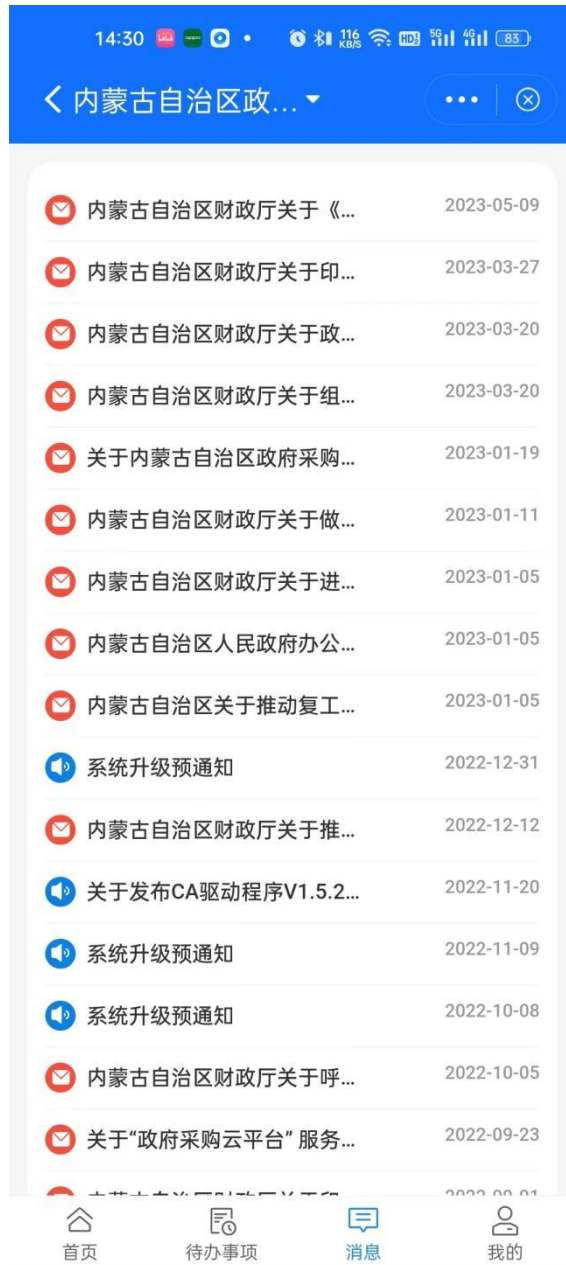 14:30 116 KB/S HD 5G 4G 83
内蒙古自治区政...
内蒙古自治区财政厅关于《... 2023-05-09
内蒙古自治区财政厅关于印... 2023-03-27
内蒙古自治区财政厅关于政... 2023-03-20
内蒙古自治区财政厅关于组... 2023-03-20
关于内蒙古自治区政府采购... 2023-01-19
内蒙古自治区财政厅关于做... 2023-01-11
内蒙古自治区财政厅关于进... 2023-01-05
内蒙古自治区人民政府办公... 2023-01-05
内蒙古自治区关于推动复工... 2023-01-05
系统升级预通知 2022-12-31
内蒙古自治区财政厅关于推... 2022-12-12
关于发布CA驱动程序V1.5.2... 2022-11-20
系统升级预通知 2022-11-09
系统升级预通知 2022-10-08
内蒙古自治区财政厅关于呼... 2022-10-05
关于“政府采购云平台”服务... 2022-09-23
首页 待办事项 消息 我的